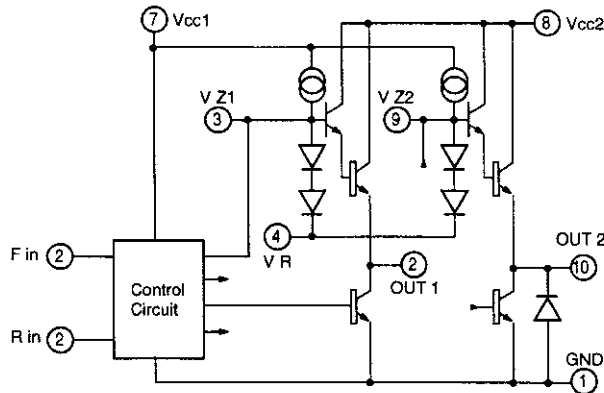 7 Vcc1
8 Vcc2
V Z1
3
V Z2
9
4
V R
F in 2
Control
Circuit
R in 2
2
OUT 1
OUT 2
10
GND
1